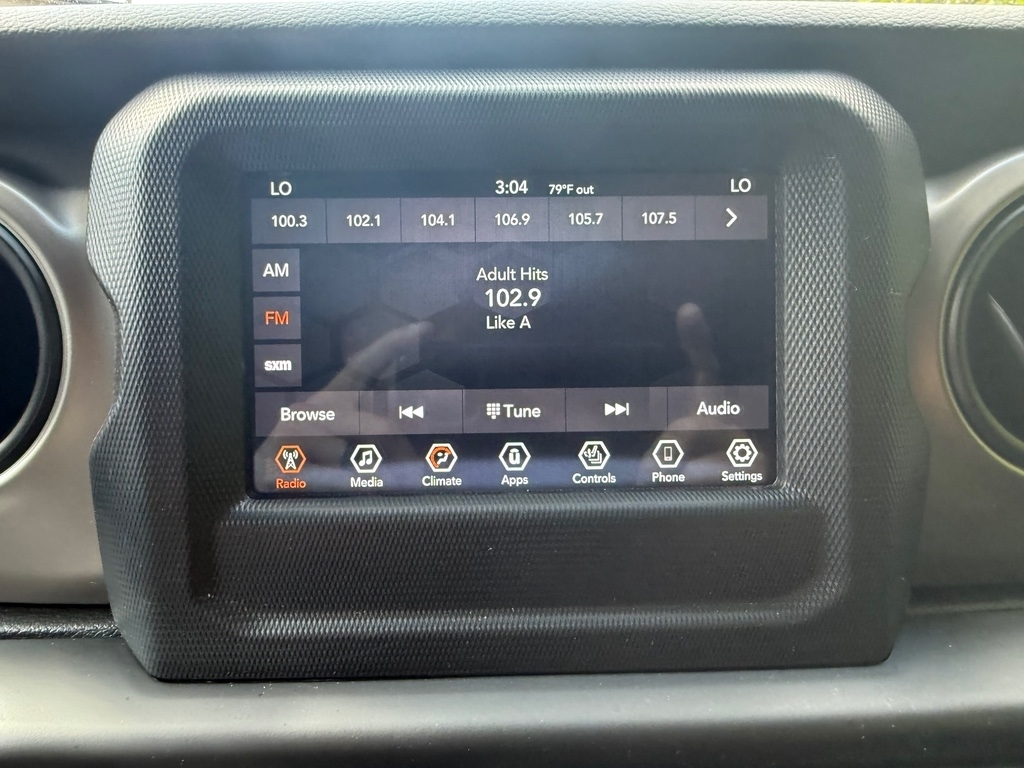 LO 3:04 79°F out LO
100.3 102.1 104.1 106.9 105.7 107.5
AM
Adult Hits
102.9
FM
Like A
sxm
Browse Tune Audio
Radio Media Climate Apps Controls Phone Settings